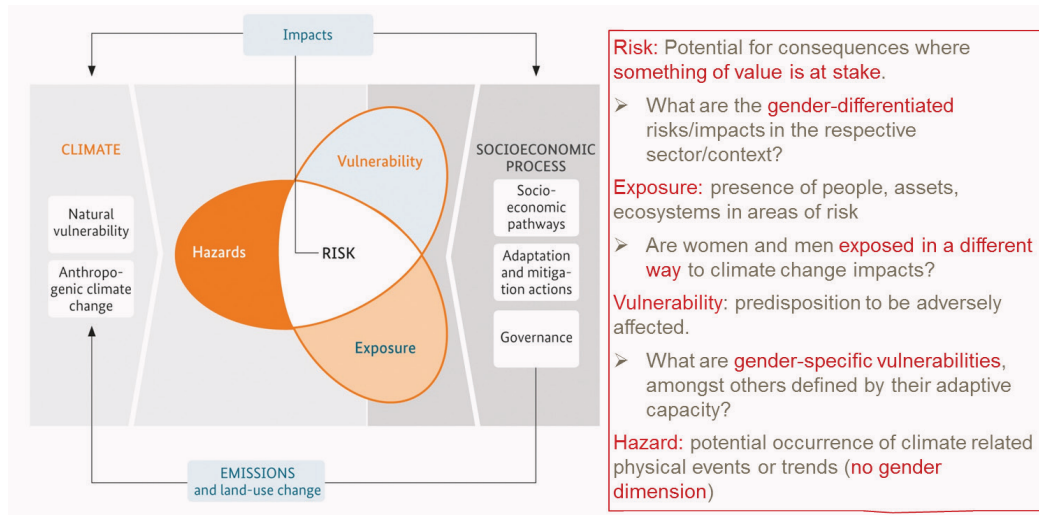 Impacts
CLIMATE
Natural
vulnerability
Anthropo-
genic climate
change
Hazards
Vulnerability
RISK
Exposure
SOCIOECONOMIC
PROCESS
Socio-
economic
pathways
Adaptation
and mitiga-
tion actions
Governance
EMISSIONS
and land-use change
Risk: Potential for consequences where
something of value is at stake.
➢ What are the gender-differentiated
risks/impacts in the respective
sector/context?
Exposure: presence of people, assets,
ecosystems in areas of risk
➢ Are women and men exposed in a different
way to climate change impacts?
Vulnerability: predisposition to be adversely
affected.
➢ What are gender-specific vulnerabilities,
amongst others defined by their adaptive
capacity?
Hazard: potential occurrence of climate related
physical events or trends (no gender
dimension)